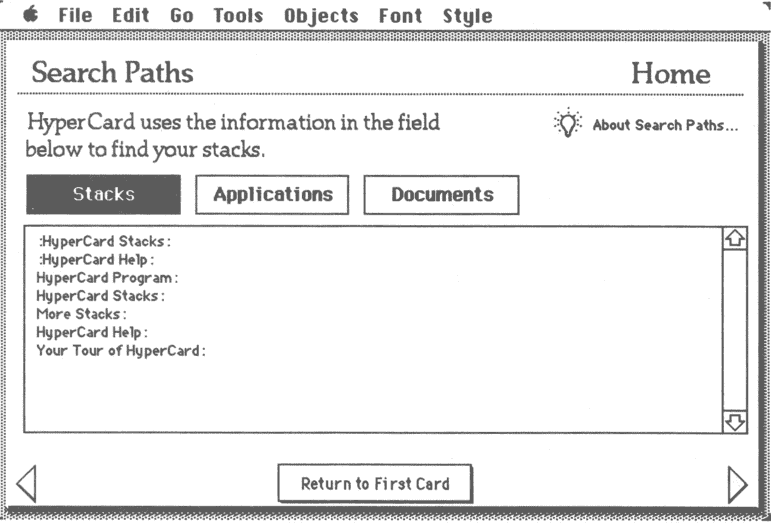 File Edit Go Tools Objects Font Style
Search Paths
Home
HyperCard uses the information in the field
below to find your stacks.
About Search Paths...
Stacks
Applications
Documents
:HyperCard Stacks:
:HyperCard Help:
HyperCard Program:
HyperCard Stacks:
More Stacks:
HyperCard Help:
Your Tour of HyperCard:
Return to First Card